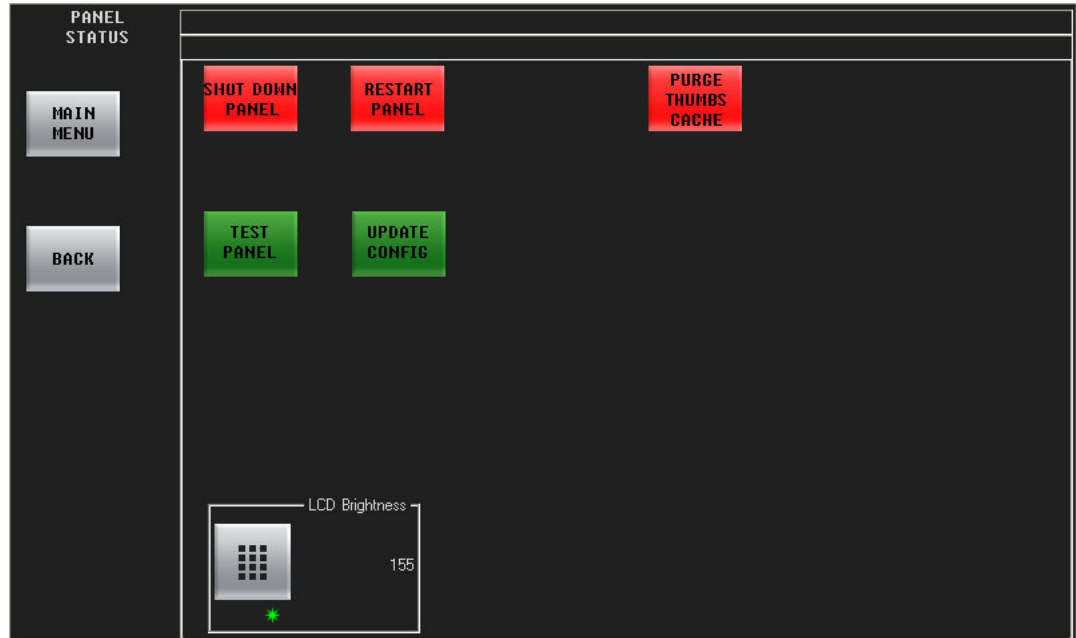 PANEL
STATUS
MAIN
MENU
BACK
SHUT DOWN
PANEL
RESTART
PANEL
PURGE
THUMBS
CACHE
TEST
PANEL
UPDATE
CONFIG
LCD Brightness
155